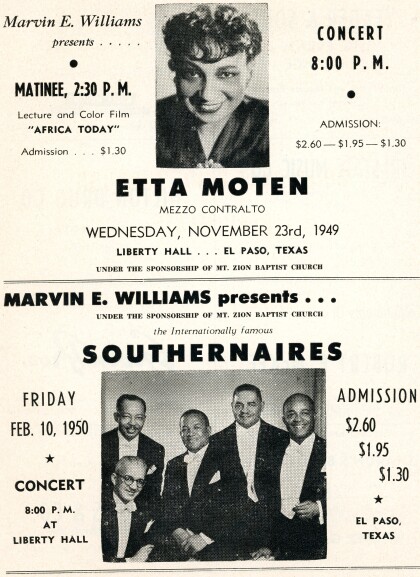 Marvin E. Williams
presents . . . . .
MATINEE, 2:30 P. M.
Lecture and Color Film
"AFRICA TODAY"
Admission . . . $1.30
CONCERT
8:00 P. M.
ADMISSION:
$2.60 — $1.95 — $1.30
ETTA MOTEN
MEZZO CONTRALTO
WEDNESDAY, NOVEMBER 23rd, 1949
LIBERTY HALL . . . EL PASO, TEXAS
UNDER THE SPONSORSHIP OF MT. ZION BAPTIST CHURCH
MARVIN E. WILLIAMS presents . . .
UNDER THE SPONSORSHIP OF MT. ZION BAPTIST CHURCH
the Internationally famous
SOUTHERNAIRES
FRIDAY
FEB. 10, 1950
CONCERT
8:00 P. M.
AT
LIBERTY HALL
ADMISSION
$2.60
$1.95
$1.30
EL PASO,
TEXAS